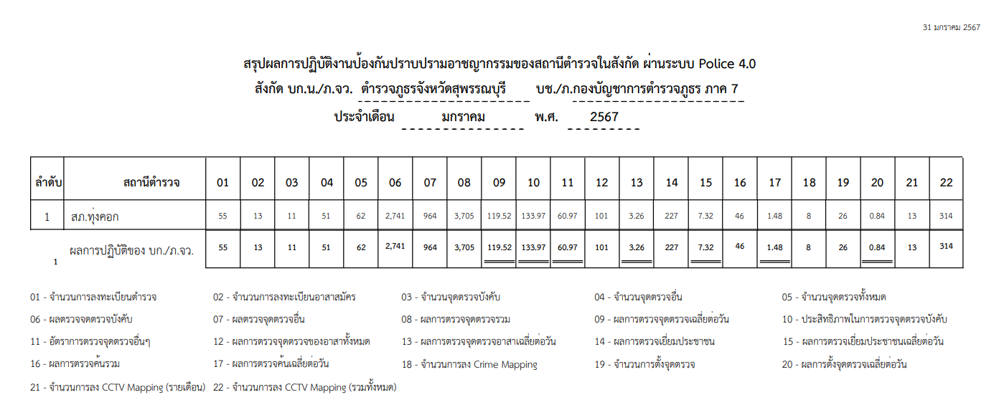 31 มกราคม 2567
สรุปผลการปฏิบัติงานป้องกันปราบปรามอาชญากรรมของสถานีตำรวจในสังกัด ผ่านระบบ Police 4.0
สังกัด บก.น./ภ.จว. ตำรวจภูธรจังหวัดสุพรรณบุรี บช./ภ.กองบัญชาการตำรวจภูธร ภาค 7
ประจำเดือน มกราคม พ.ศ. 2567
ลำดับ สถานีตำรวจ 01 02 03 04 05 06 07 08 09 10 11 12 13 14 15 16 17 18 19 20 21 22
1 สภ.ทุ่งคอก 55 13 11 51 62 2,741 964 3,705 119.52 133.97 60.97 101 3.26 227 7.32 46 1.48 8 26 0.84 13 314
1 ผลการปฏิบัติของ บก./ภ.จว. 55 13 11 51 62 2,741 964 3,705 119.52 133.97 60.97 101 3.26 227 7.32 46 1.48 8 26 0.84 13 314
01 - จำนวนการลงทะเบียนตำรวจ 02 - จำนวนการลงทะเบียนอาสาสมัคร 03 - จำนวนจุดตรวจบังคับ 04 - จำนวนจุดตรวจอื่น 05 - จำนวนจุดตรวจทั้งหมด
06 - ผลตรวจจุดตรวจบังคับ 07 - ผลตรวจจุดตรวจอื่น 08 - ผลการตรวจจุดตรวจรวม 09 - ผลการตรวจจุดตรวจเฉลี่ยต่อวัน 10 - ประสิทธิภาพในการตรวจจุดตรวจบังคับ
11 - อัตราการตรวจจุดตรวจอื่นๆ 12 - ผลการตรวจจุดตรวจของอาสาทั้งหมด 13 - ผลการตรวจจุดตรวจอาสาเฉลี่ยต่อวัน 14 - ผลการตรวจเยี่ยมประชาชน 15 - ผลการตรวจเยี่ยมประชาชนเฉลี่ยต่อวัน
16 - ผลการตรวจค้นรวม 17 - ผลการตรวจค้นเฉลี่ยต่อวัน 18 - จำนวนการลง Crime Mapping 19 - จำนวนการตั้งจุดตรวจ 20 - ผลการตั้งจุดตรวจเฉลี่ยต่อวัน
21 - จำนวนการลง CCTV Mapping (รายเดือน) 22 - จำนวนการลง CCTV Mapping (รวมทั้งหมด)